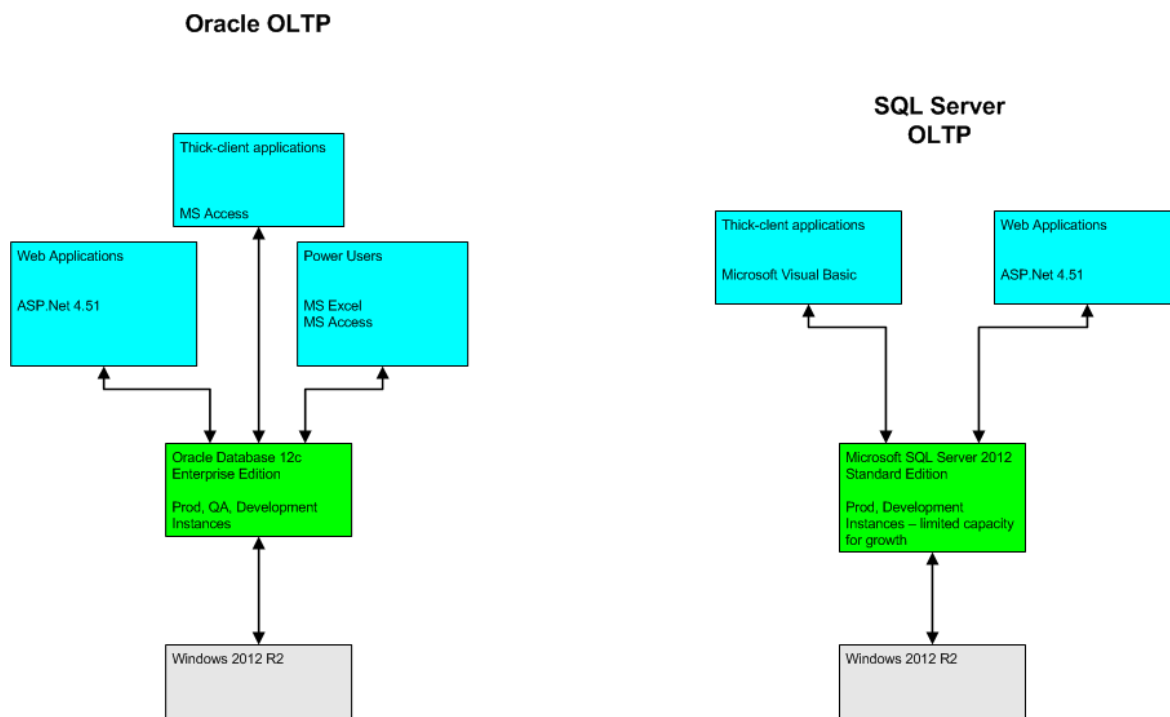 Oracle OLTP
Thick-client applications
MS Access
Web Applications
ASP.Net 4.51
Power Users
MS Excel
MS Access
Oracle Database 12c
Enterprise Edition
Prod, QA, Development
Instances
Windows 2012 R2
SQL Server
OLTP
Thick-clent applications
Microsoft Visual Basic
Web Applications
ASP.Net 4.51
Microsoft SQL Server 2012
Standard Edition
Prod, Development
Instances – limited capacity
for growth
Windows 2012 R2